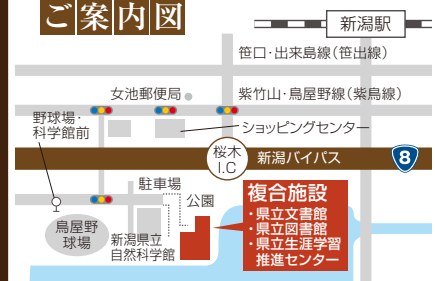 ご案内図
新潟駅
笹口・出来島線(笹出線)
女池郵便局
紫竹山・鳥屋野線(紫鳥線)
野球場・
科学館前
ショッピングセンター
桜木
I.C
新潟バイパス
8
駐車場
公園
鳥屋野
球場
新潟県立
自然科学館
複合施設
・県立文書館
・県立図書館
・県立生涯学習
推進センター